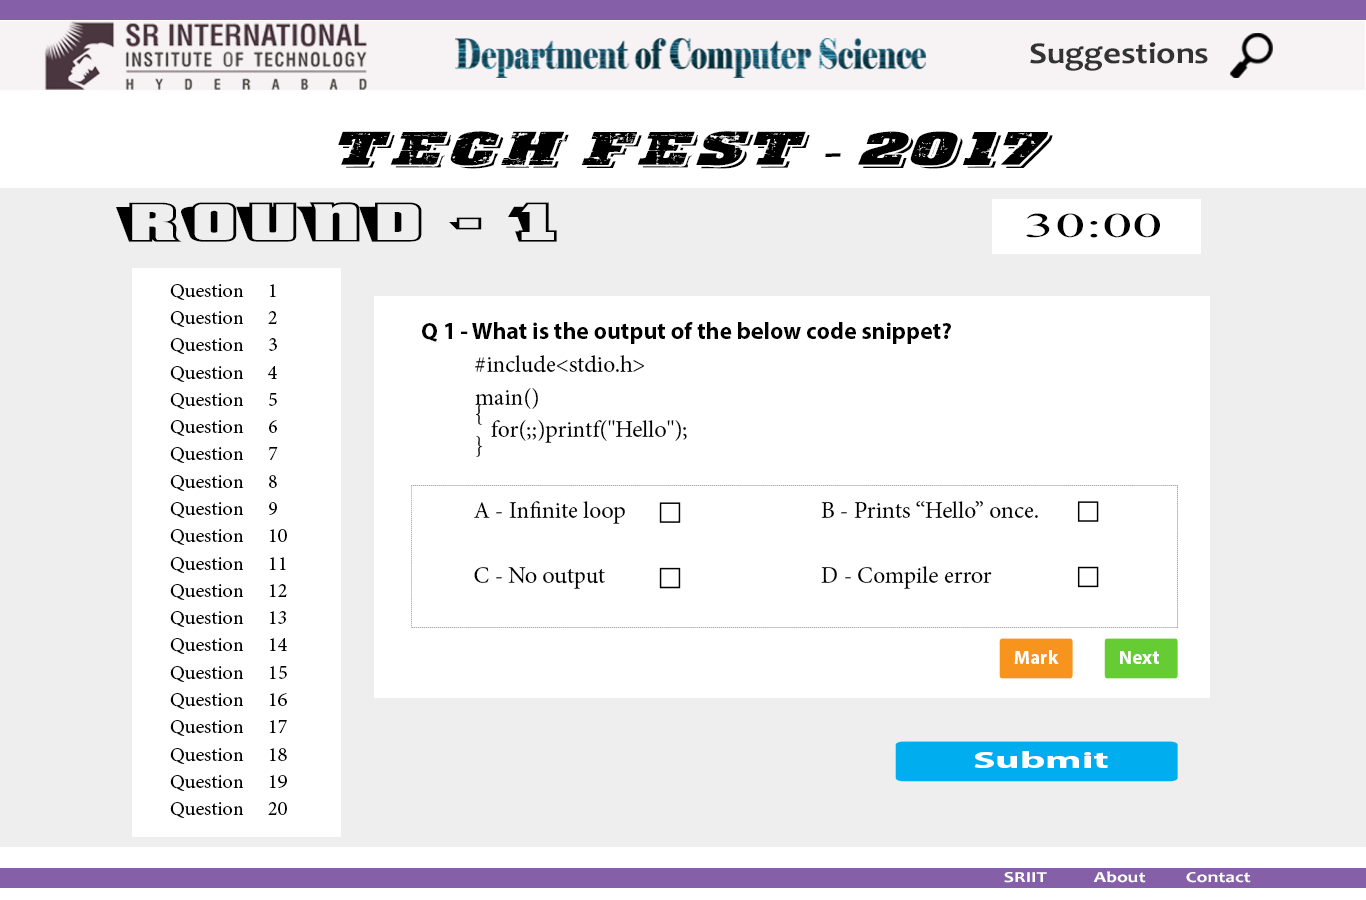 SR INTERNATIONAL
INSTITUTE OF TECHNOLOGY
HYDERABAD
Department of Computer Science
Suggestions
TECH FEST - 2017
ROUND - 1
30:00
Question 1
Question 2
Question 3
Question 4
Question 5
Question 6
Question 7
Question 8
Question 9
Question 10
Question 11
Question 12
Question 13
Question 14
Question 15
Question 16
Question 17
Question 18
Question 19
Question 20
Q 1 - What is the output of the below code snippet?
#include<stdio.h>
main()
{
for(;;)printf("Hello");
}
A - Infinite loop
B - Prints “Hello” once.
C - No output
D - Compile error
Mark
Next
Submit
SRIIT About Contact